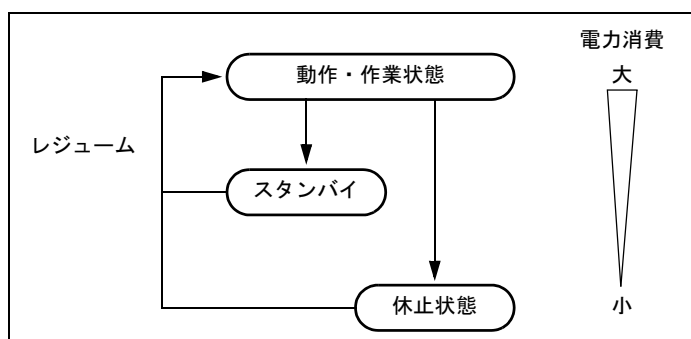 電力消費
動作・作業状態
大
レジューム
スタンバイ
休止状態
小